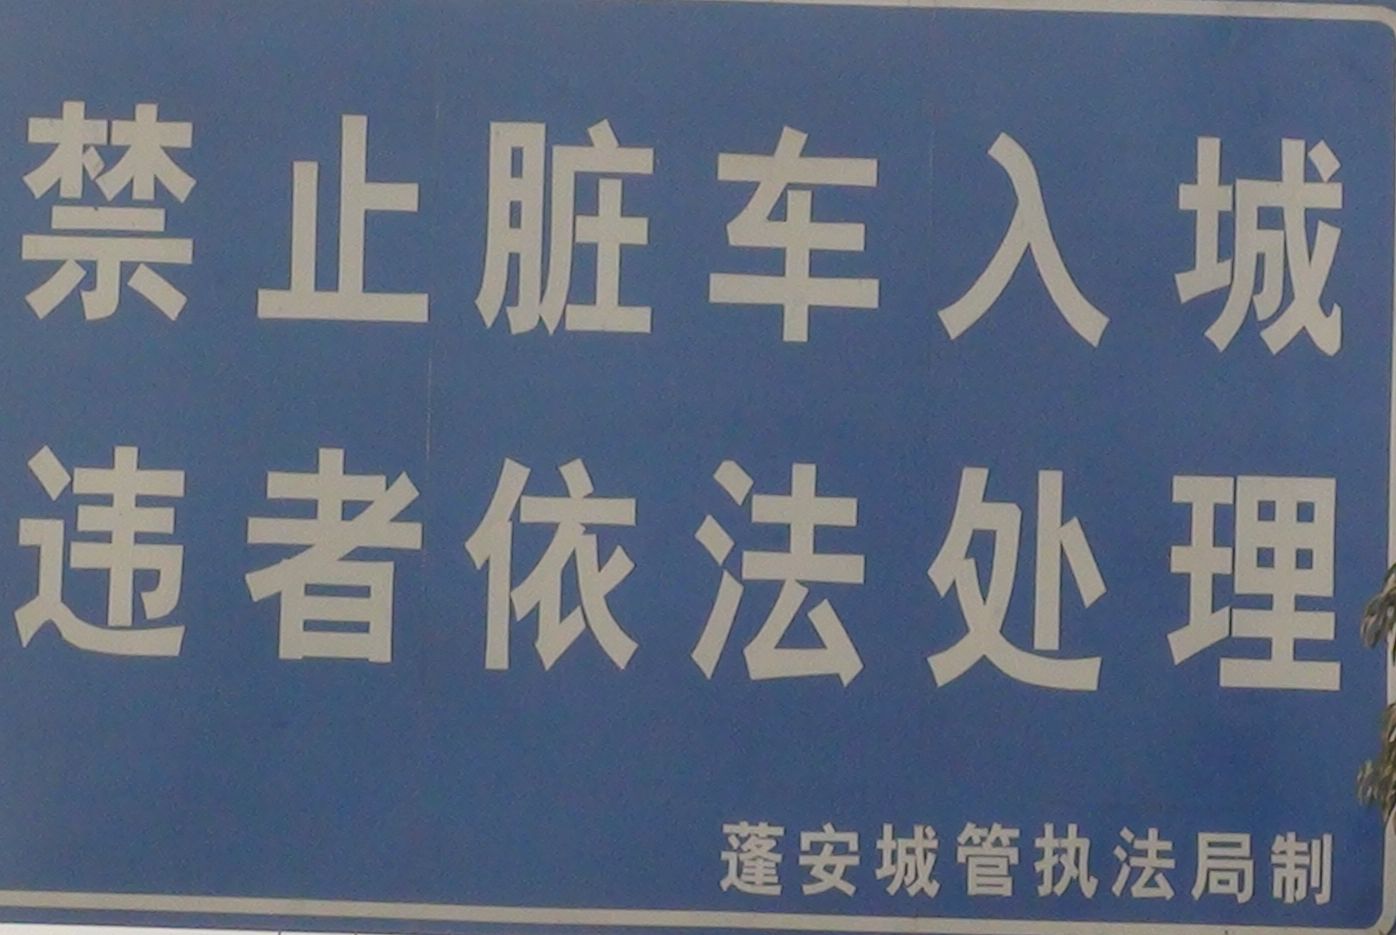 禁止脏车入城
违者依法处理
蓬安城管执法局制